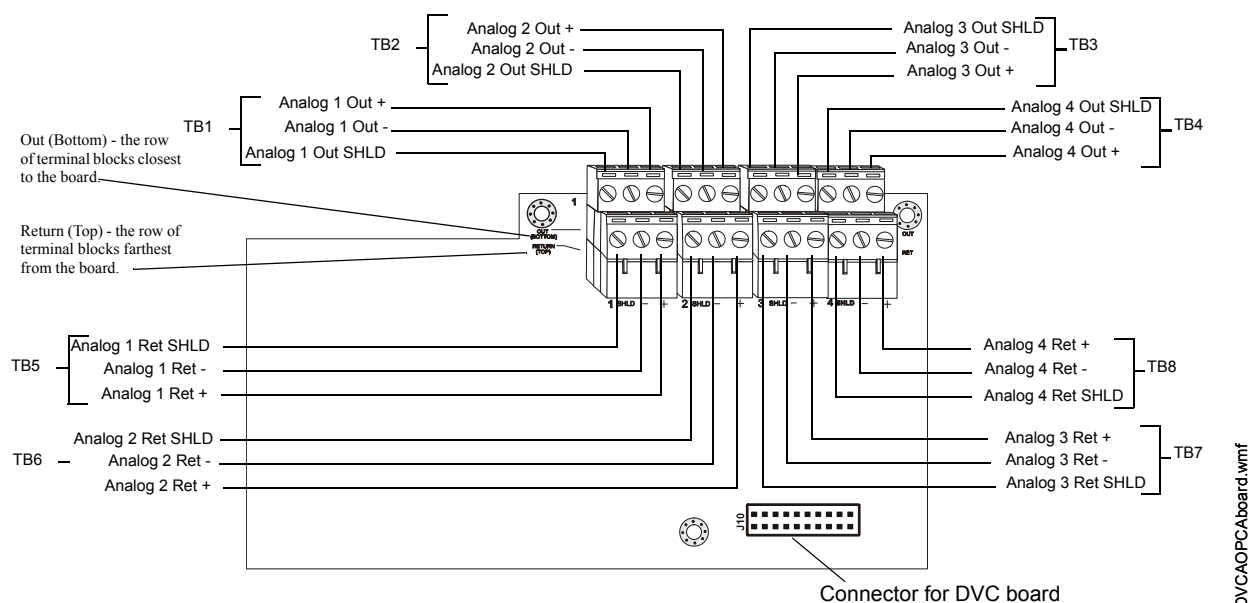 Analog 2 Out +
TB2
Analog 2 Out -
Analog 2 Out SHLD
Analog 3 Out SHLD
Analog 3 Out -
TB3
Analog 3 Out +
Analog 1 Out +
TB1
Analog 1 Out -
Analog 1 Out SHLD
Analog 4 Out SHLD
Analog 4 Out -
TB4
Analog 4 Out +
Out (Bottom) - the row
of terminal blocks closest
to the board.
Return (Top) - the row of
terminal blocks farthest
from the board.
1
OUT
(BOTTOM)
RETURN
(TOP)
OUT
RET
1 SHLD - +
2 SHLD - +
3 SHLD - +
4 SHLD - +
Analog 1 Ret SHLD
TB5
Analog 1 Ret -
Analog 1 Ret +
Analog 4 Ret +
Analog 4 Ret -
TB8
Analog 4 Ret SHLD
Analog 2 Ret SHLD
TB6
Analog 2 Ret -
Analog 2 Ret +
Analog 3 Ret +
Analog 3 Ret -
TB7
Analog 3 Ret SHLD
J10
Connector for DVC board
DVCAOPCAboard.wmf